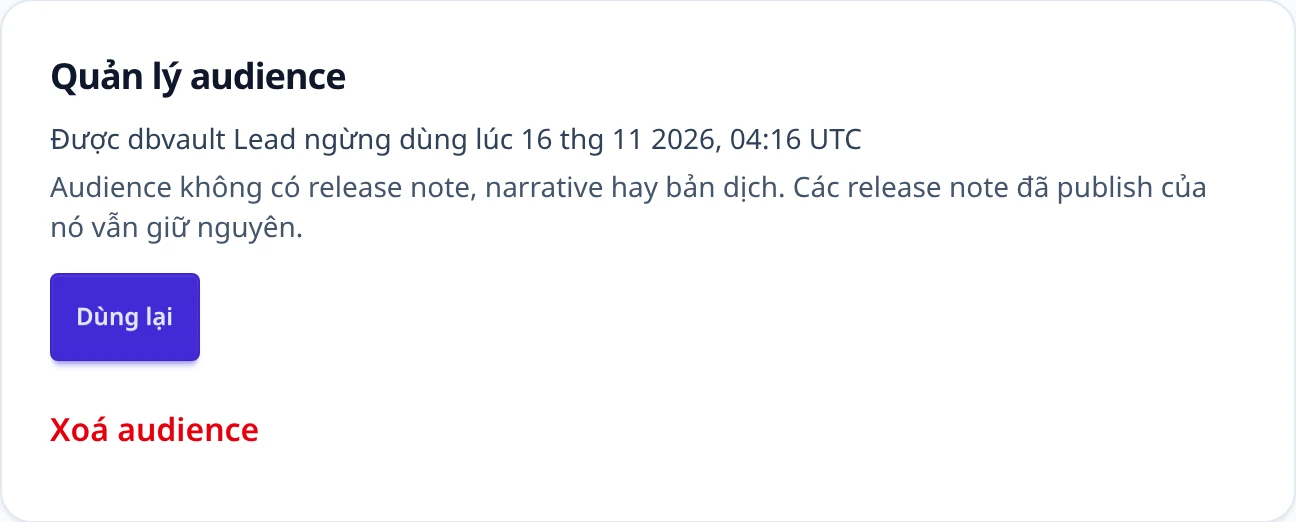 Quản lý audience
Được dbvault Lead ngừng dùng lúc 16 thg 11 2026, 04:16 UTC
Audience không có release note, narrative hay bản dịch. Các release note đã publish của
nó vẫn giữ nguyên.
Dùng lại
Xoá audience